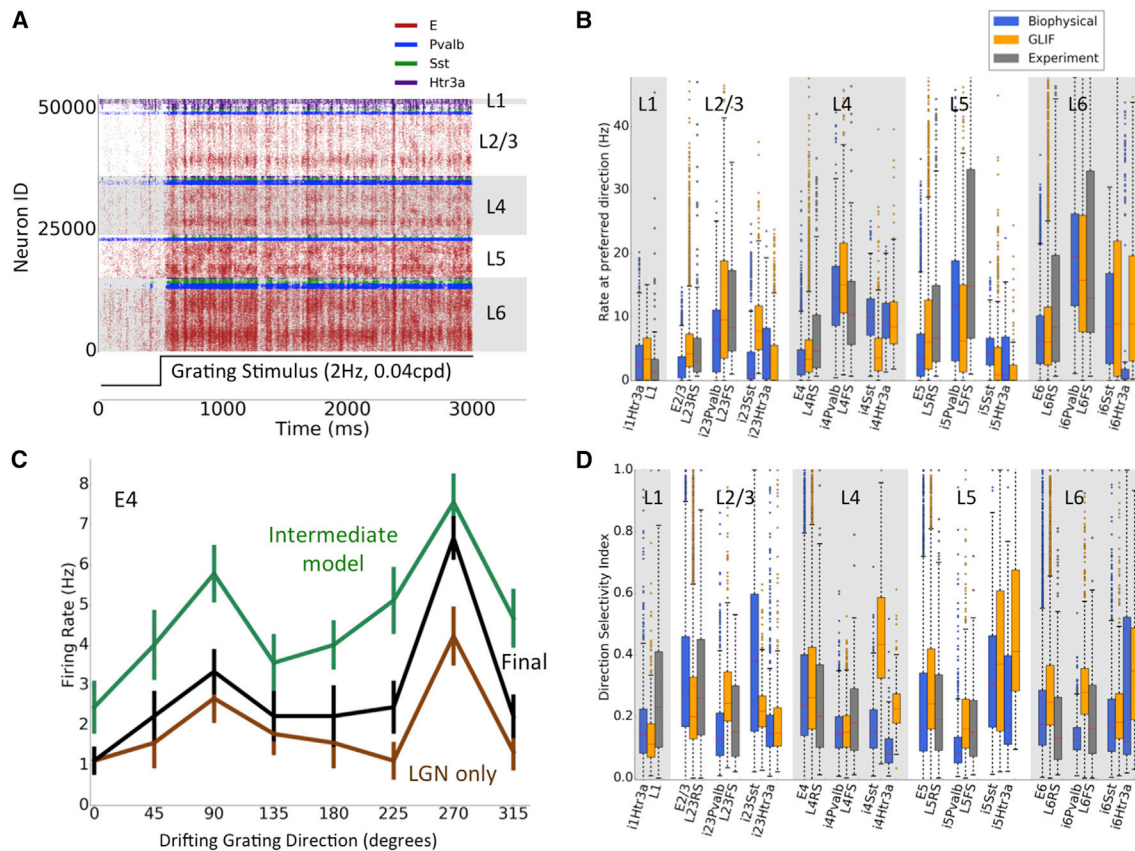 A
E
Pvalb
Sst
Htr3a
50000
25000
0
Neuron ID
L1
L2/3
L4
L5
L6
Grating Stimulus (2Hz, 0.04cpd)
0 1000 2000 3000
Time (ms)
B
Biophysical
GLIF
Experiment
Rate at preferred direction (Hz)
40
30
20
10
0
L1 L2/3 L4 L5 L6
i1Htr3a L1 E2/3 L23RS i23Pvalb L23FS i23Sst i23Htr3a E4 L4RS i4Pvalb L4FS i4Sst i4Htr3a E5 L5RS i5Pvalb L5FS i5Sst i5Htr3a E6 L6RS i6Pvalb L6FS i6Sst i6Htr3a
C
E4
Firing Rate (Hz)
8
7
6
5
4
3
2
1
0
Intermediate
model
Final
LGN only
0 45 90 135 180 225 270 315
Drifting Grating Direction (degrees)
D
Direction Selectivity Index
1.0
0.8
0.6
0.4
0.2
0.0
L1 L2/3 L4 L5 L6
i1Htr3a L1 E2/3 L23RS i23Pvalb L23FS i23Sst i23Htr3a E4 L4RS i4Pvalb L4FS i4Sst i4Htr3a E5 L5RS i5Pvalb L5FS i5Sst i5Htr3a E6 L6RS i6Pvalb L6FS i6Sst i6Htr3a